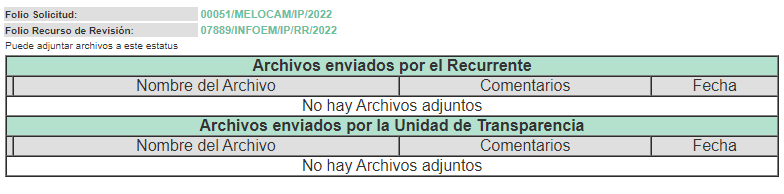 Folio Solicitud: 00051/MELOCAM/IP/2022
Folio Recurso de Revisión: 07889/INFOEM/IP/RR/2022
Puede adjuntar archivos a este estatus
Archivos enviados por el Recurrente
Nombre del Archivo Comentarios Fecha
No hay Archivos adjuntos
Archivos enviados por la Unidad de Transparencia
Nombre del Archivo Comentarios Fecha
No hay Archivos adjuntos